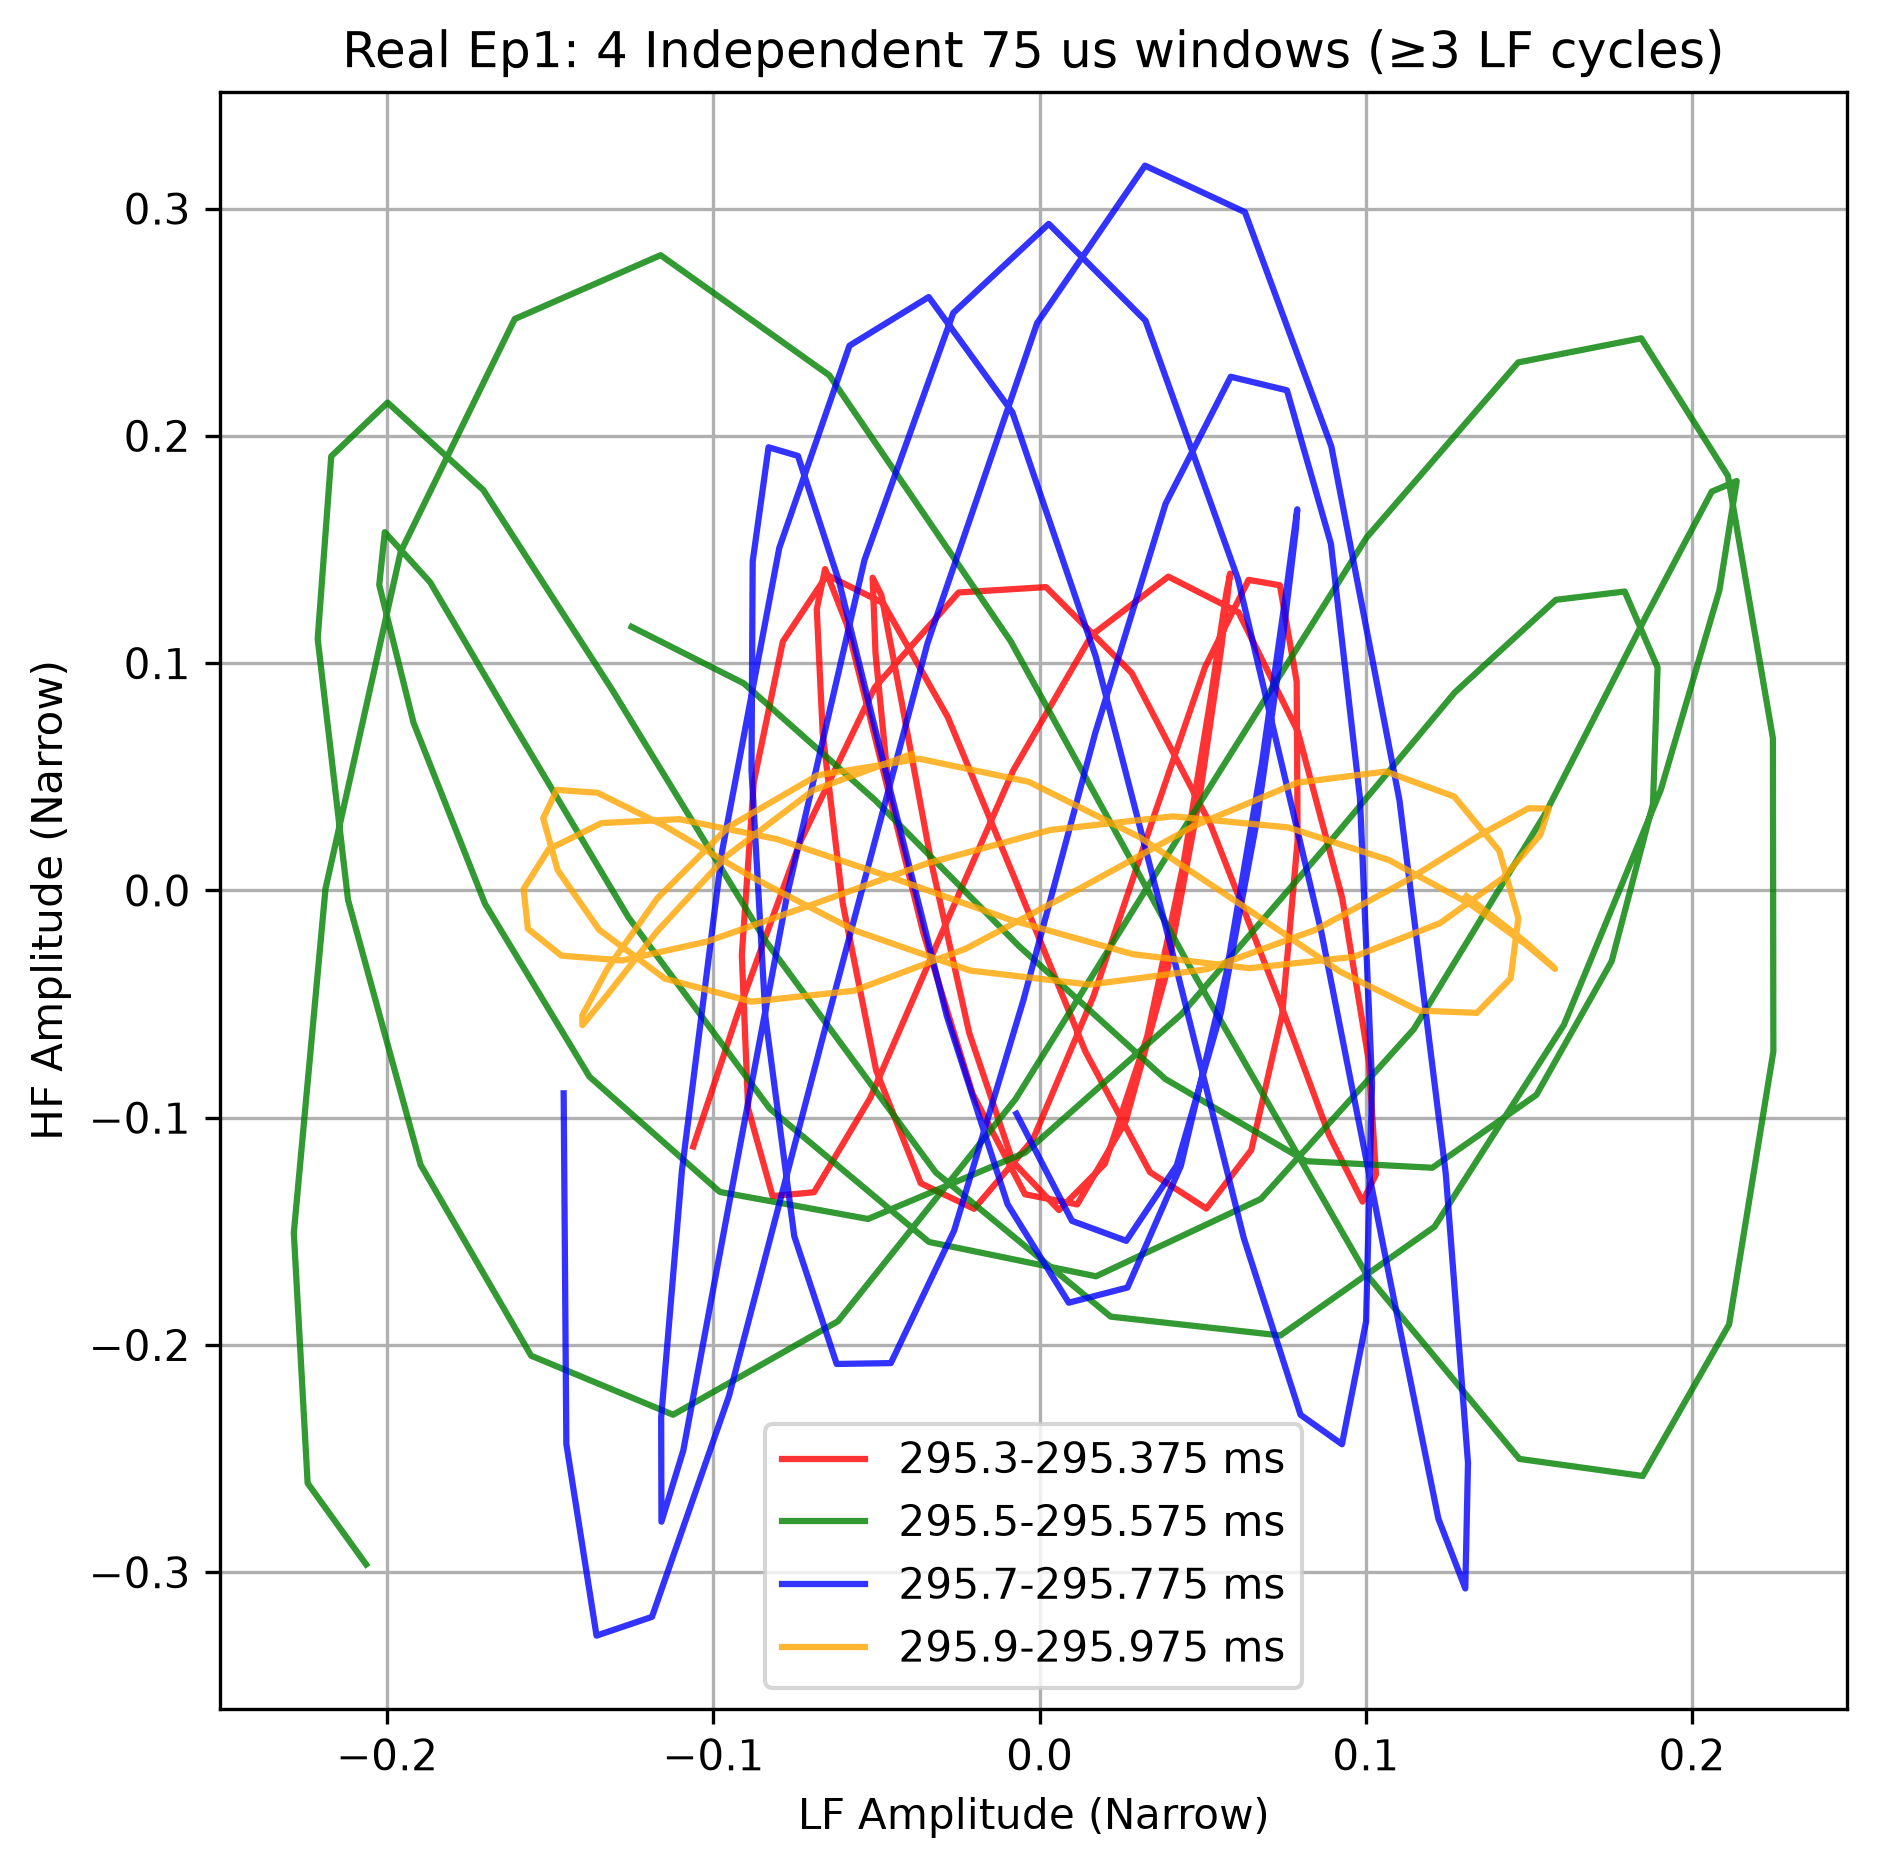 Real Ep1: 4 Independent 75 us windows (≥3 LF cycles)
HF Amplitude (Narrow)
0.3
0.2
0.1
0.0
−0.1
−0.2
−0.3
295.3-295.375 ms
295.5-295.575 ms
295.7-295.775 ms
295.9-295.975 ms
−0.2 −0.1 0.0 0.1 0.2
LF Amplitude (Narrow)